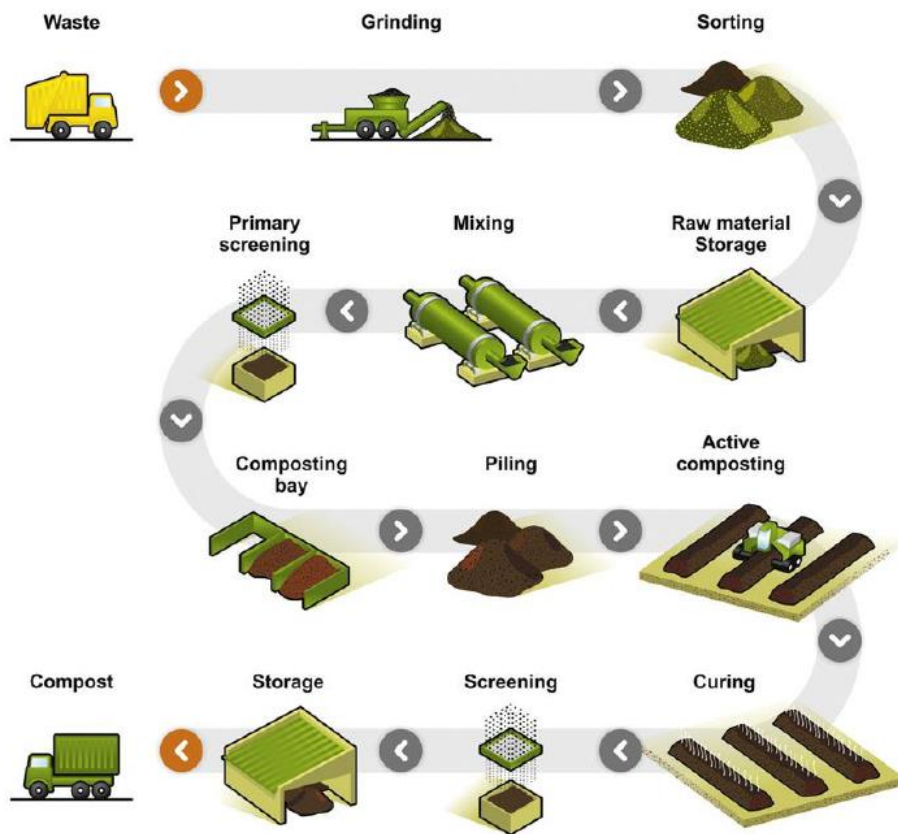 Waste
Grinding
Sorting
Primary
screening
Mixing
Raw material
Storage
Composting
bay
Piling
Active
composting
Compost
Storage
Screening
Curing